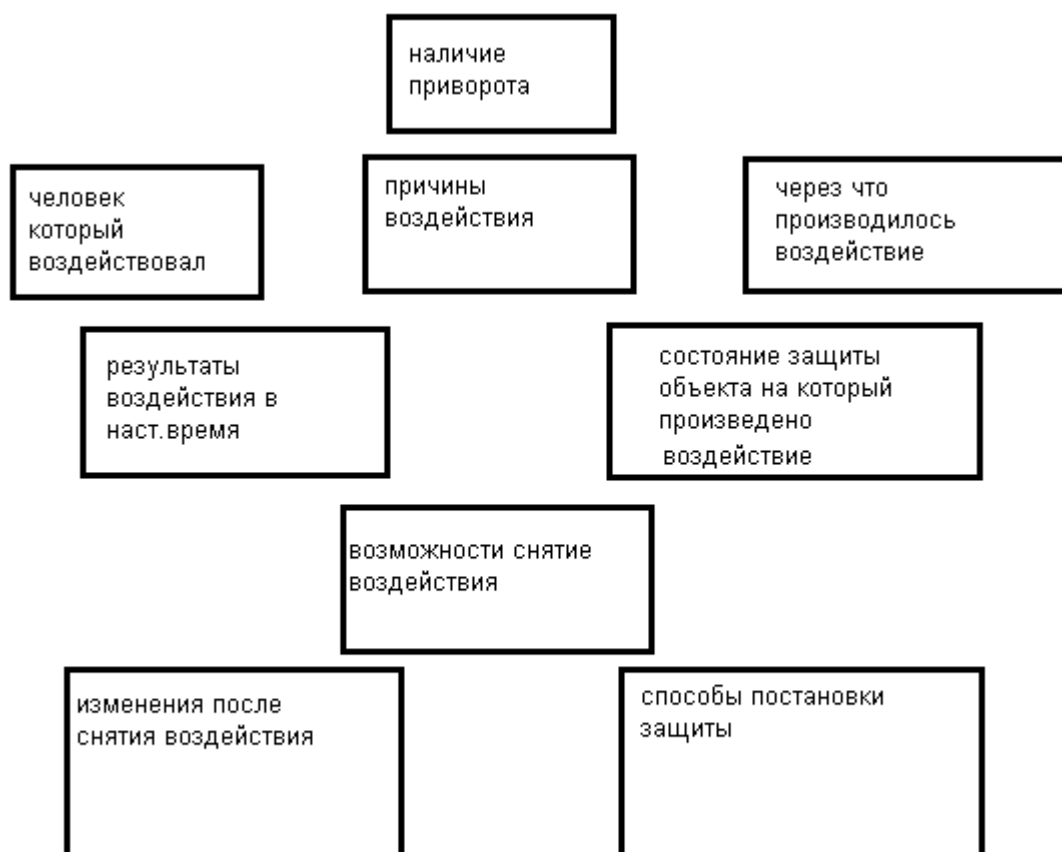 наличие
приворота
человек
который
воздействовал
причины
воздействия
через что
производилось
воздействие
результаты
воздействия в
наст.время
состояние защиты
объекта на который
произведено
воздействие
возможности снятие
воздействия
изменения после
снятия воздействия
способы постановки
защиты